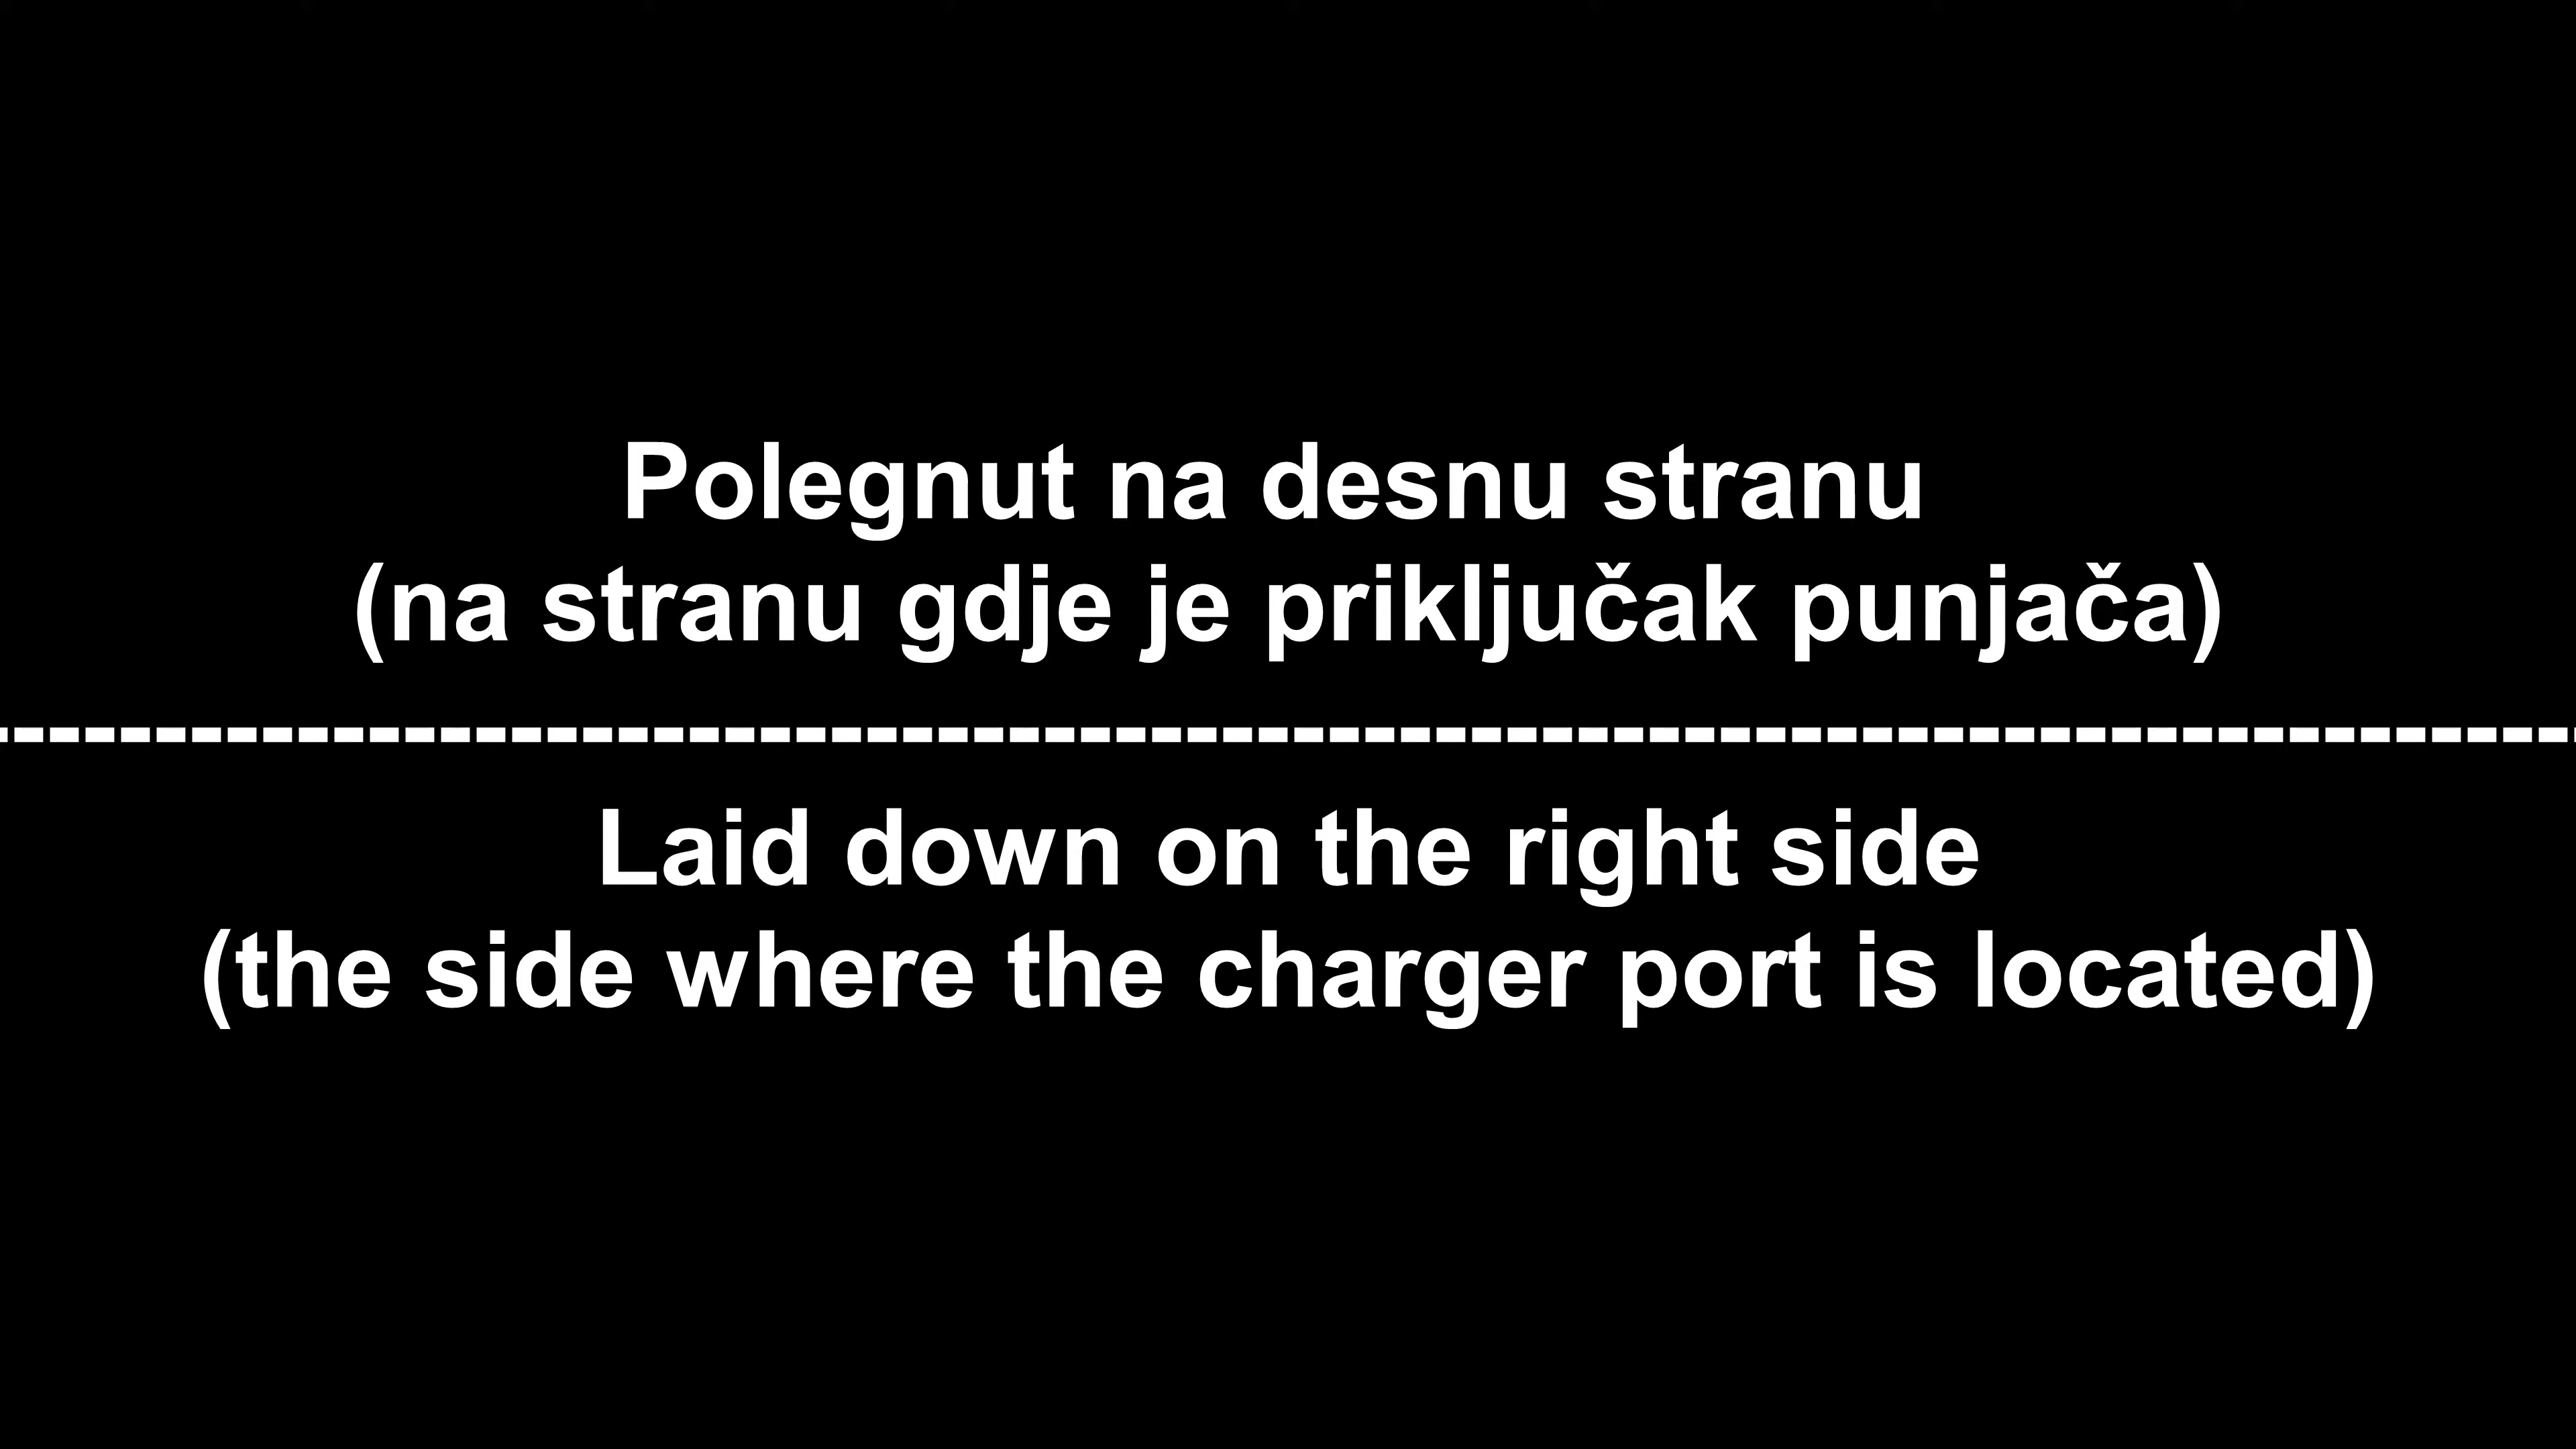 Polegnut na desnu stranu
(na stranu gdje je priključak punjača)
Laid down on the right side
(the side where the charger port is located)